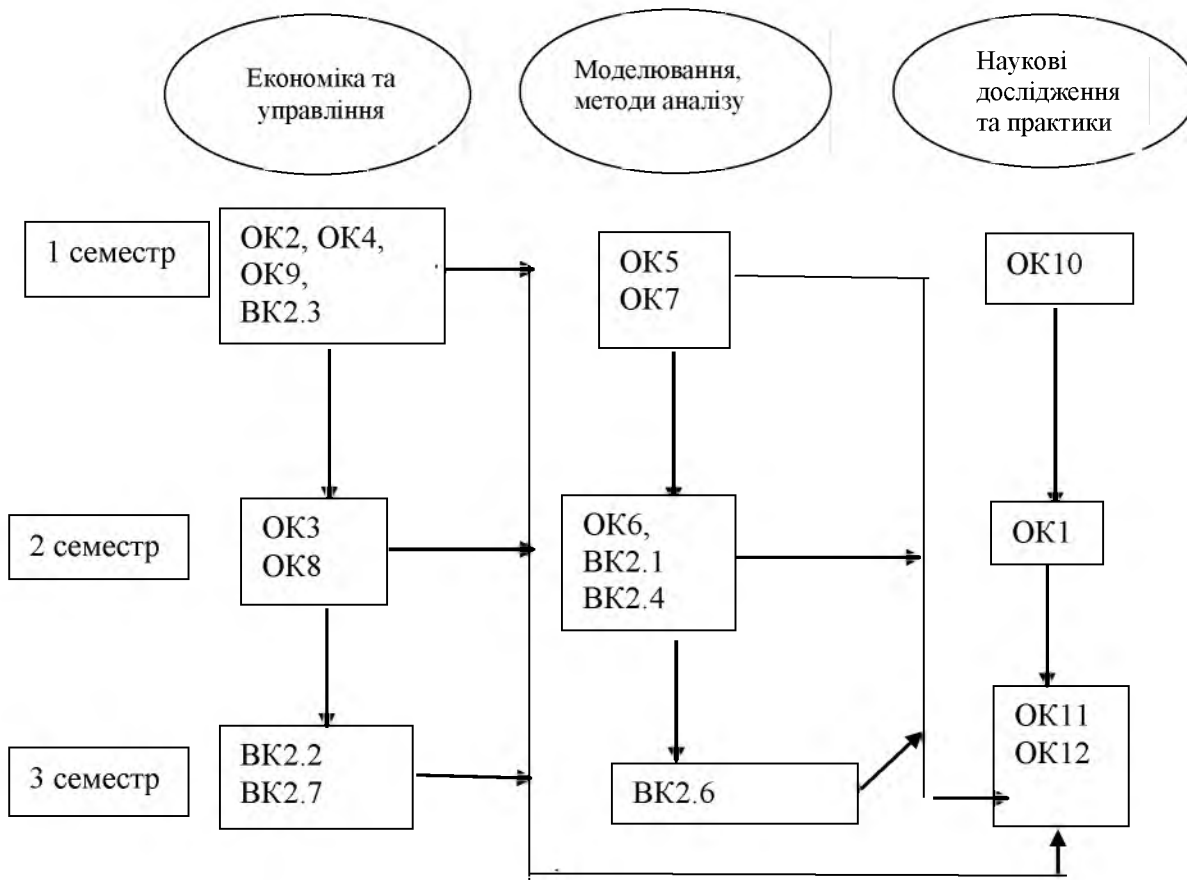 Економіка та
управління
Моделювання,
методи аналізу
Наукові
дослідження
та практики
1 семестр
ОК2, ОК4,
ОК9,
ВК2.3
ОК5
ОК7
ОК10
2 семестр
ОК3
ОК8
ОК6,
ВК2.1
ВК2.4
ОК1
3 семестр
ВК2.2
ВК2.7
ВК2.6
ОК11
ОК12